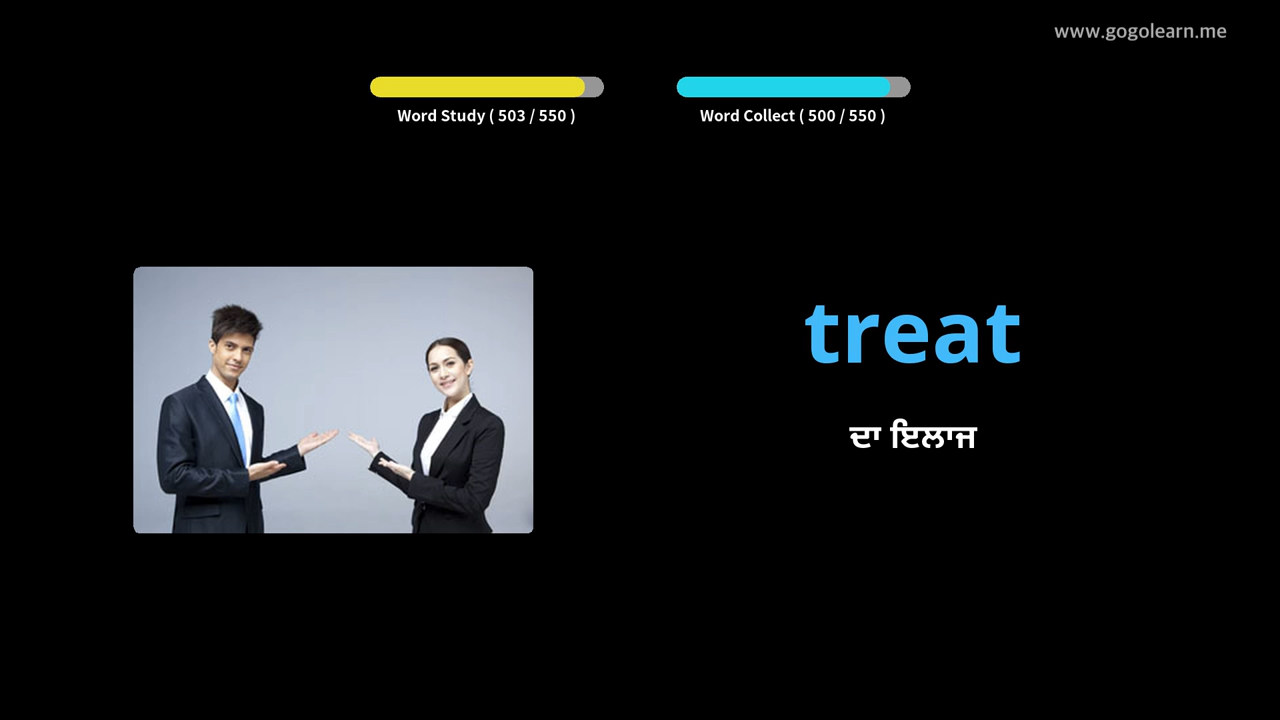 www.gogolearn.me
Word Study ( 503 / 550 )
Word Collect ( 500 / 550 )
treat
ਦਾ ਇਲਾਜ